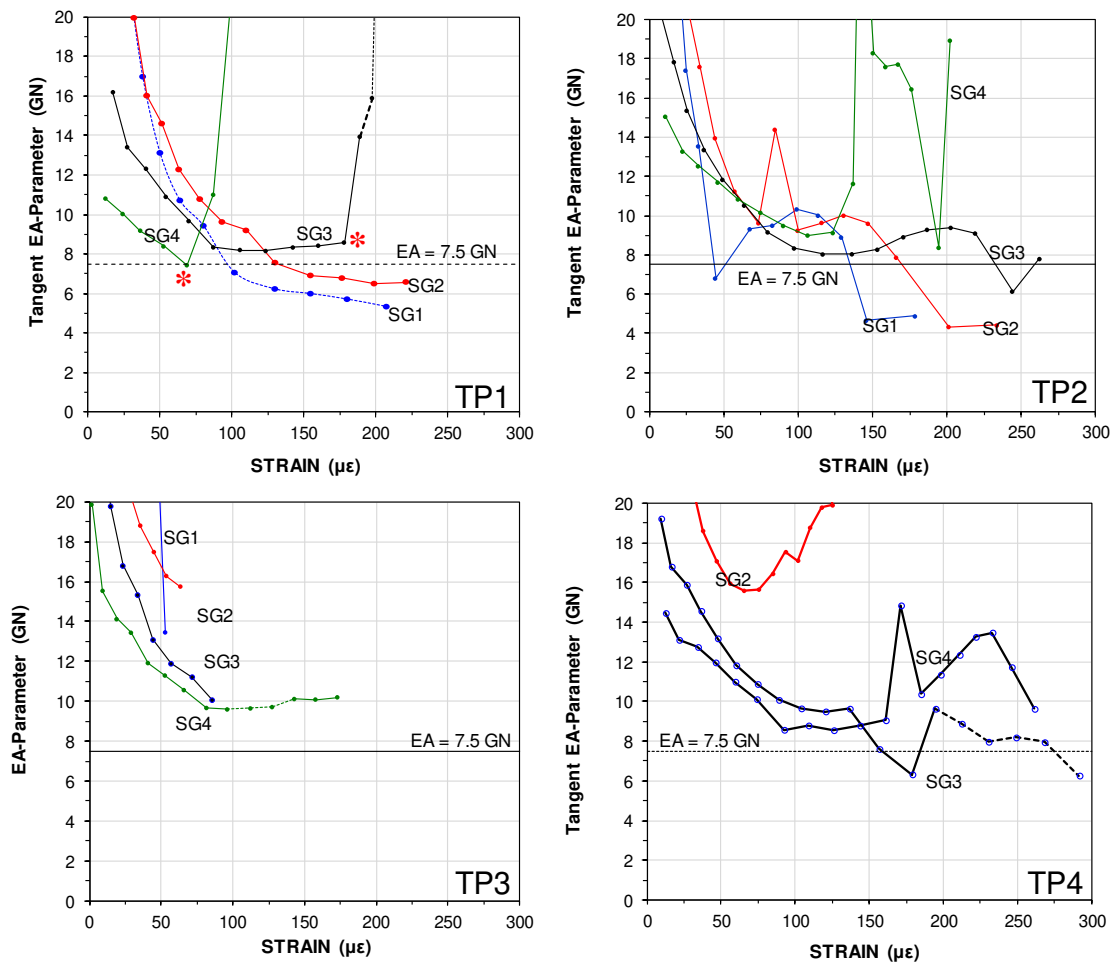 20
18
16
14
12
10
8
6
4
2
0
Tangent EA-Parameter (GN)
SG4
SG3
EA = 7.5 GN
SG2
SG1
*
*
TP1
0 50 100 150 200 250 300
STRAIN (µε)
20
18
16
14
12
10
8
6
4
2
0
Tangent EA-Parameter (GN)
SG4
SG3
EA = 7.5 GN
SG1
SG2
TP2
0 50 100 150 200 250 300
STRAIN (µε)
20
18
16
14
12
10
8
6
4
2
0
EA-Parameter (GN)
SG1
SG2
SG3
SG4
EA = 7.5 GN
TP3
0 50 100 150 200 250 300
STRAIN (µε)
20
18
16
14
12
10
8
6
4
2
0
Tangent EA-Parameter (GN)
SG2
SG4
EA = 7.5 GN
SG3
TP4
0 50 100 150 200 250 300
STRAIN (µε)